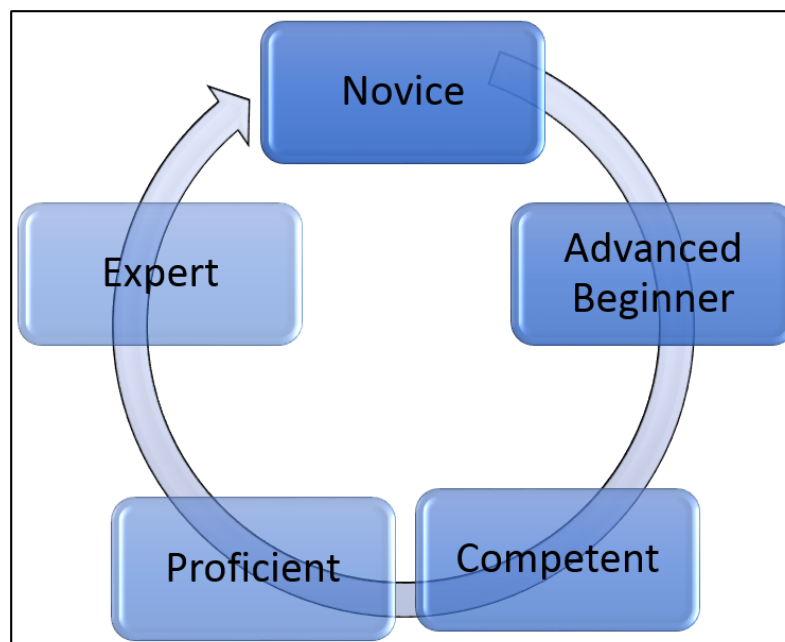 Novice
Advanced
Beginner
Competent
Proficient
Expert